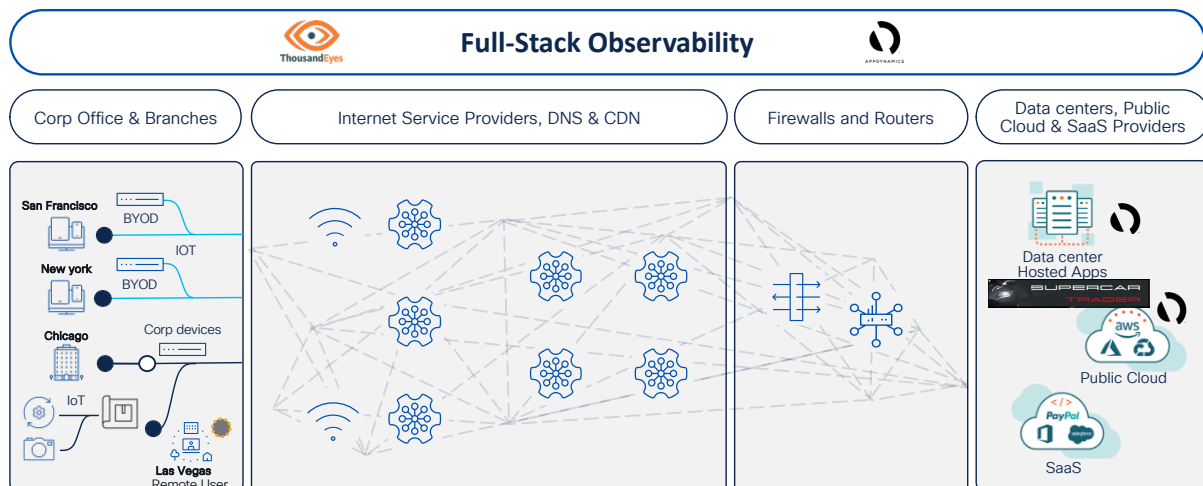 Full-Stack Observability
ThousandEyes
APPDYNAMICS
Corp Office & Branches
Internet Service Providers, DNS & CDN
Firewalls and Routers
Data centers, Public
Cloud & SaaS Providers
San Francisco
BYOD
IOT
New york
BYOD
Chicago
Corp devices
IoT
Las Vegas
Remote User
Data center
Hosted Apps
SUPERCAR
TRADER
aws
Public Cloud
</>
PayPal
salesforce
SaaS